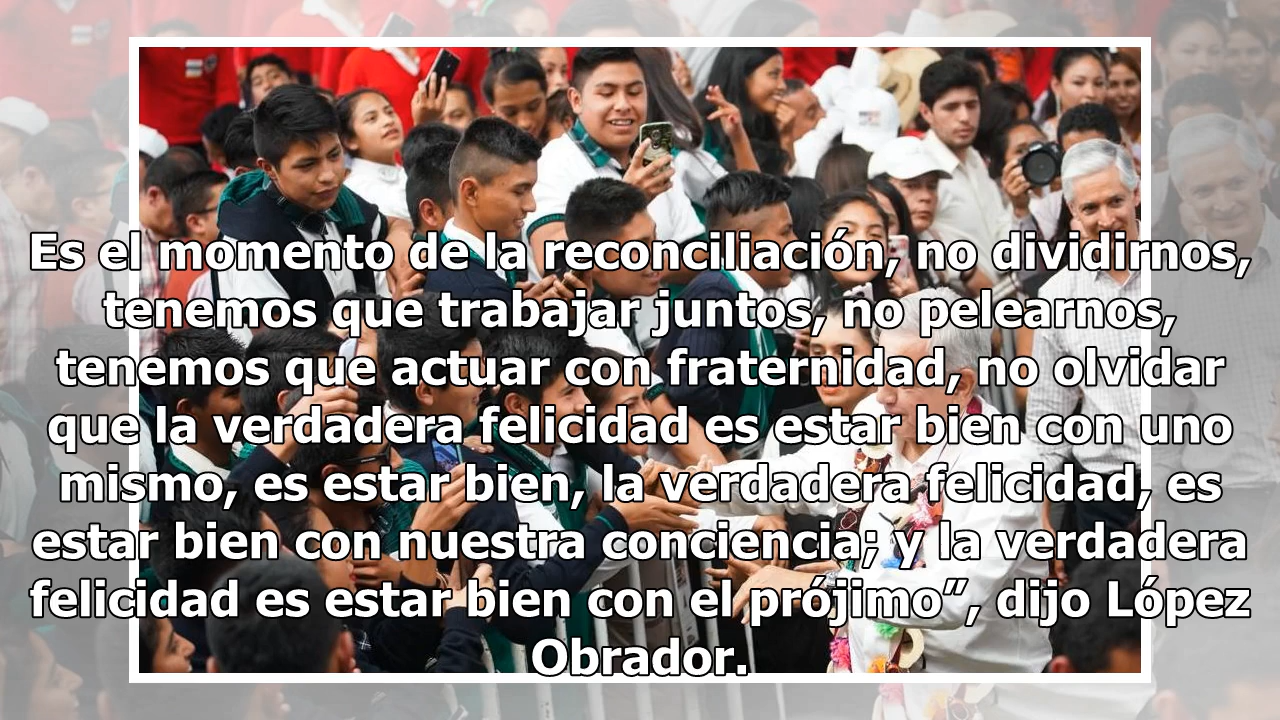 Es el momento de la reconciliación, no dividirnos,
tenemos que trabajar juntos, no pelearnos,
tenemos que actuar con fraternidad, no olvidar
que la verdadera felicidad es estar bien con uno
mismo, es estar bien, la verdadera felicidad, es
estar bien con nuestra conciencia; y la verdadera
felicidad es estar bien con el prójimo”, dijo López
Obrador.